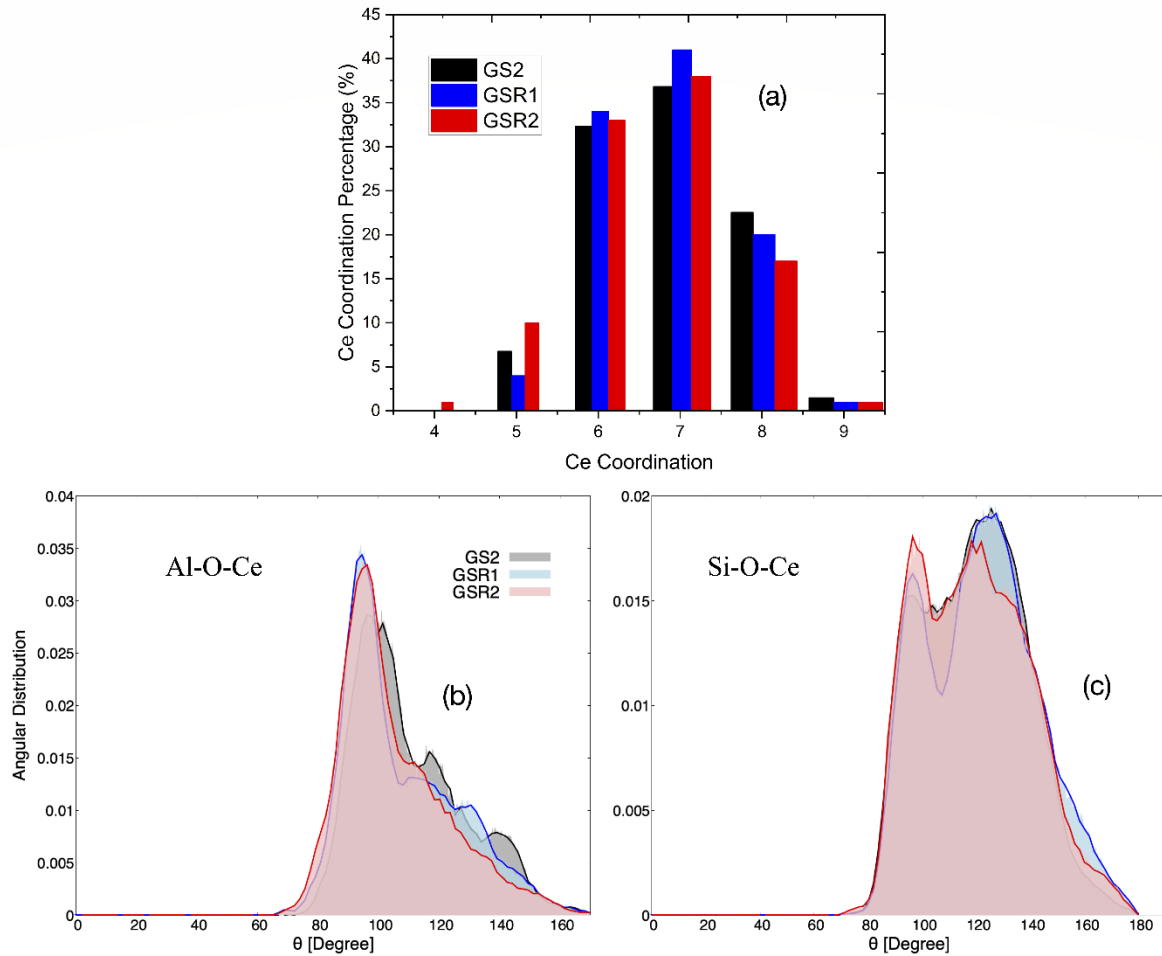 45
40
35
30
25
20
15
10
5
0
Ce Coordination Percentage (%)
GS2
GSR1
GSR2
(a)
4 5 6 7 8 9
Ce Coordination
0.04
0.035
0.03
0.025
0.02
0.015
0.01
0.005
0
Angular Distribution
Al-O-Ce
GS2
GSR1
GSR2
(b)
0 20 40 60 80 100 120 140 160
θ [Degree]
0.02
0.015
0.01
0.005
0
Si-O-Ce
(c)
0 20 40 60 80 100 120 140 160 180
θ [Degree]